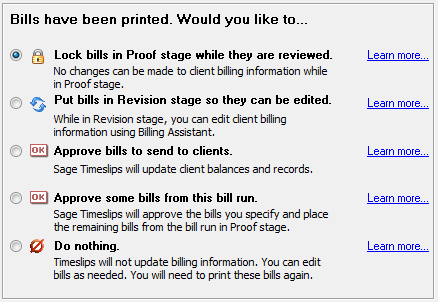 Bills have been printed. Would you like to...
Lock bills in Proof stage while they are reviewed. Learn more...
No changes can be made to client billing information while
in Proof stage.
Put bills in Revision stage so they can be edited. Learn more...
While in Revision stage, you can edit client billing
information using Billing Assistant.
OK Approve bills to send to clients. Learn more...
Sage Timeslips will update client balances and records.
OK Approve some bills from this bill run. Learn more...
Sage Timeslips will approve the bills you specify and place
the remaining bills from the bill run in Proof stage.
Do nothing. Learn more...
Timeslips will not update billing information. You can edit
bills as needed. You will need to print these bills again.